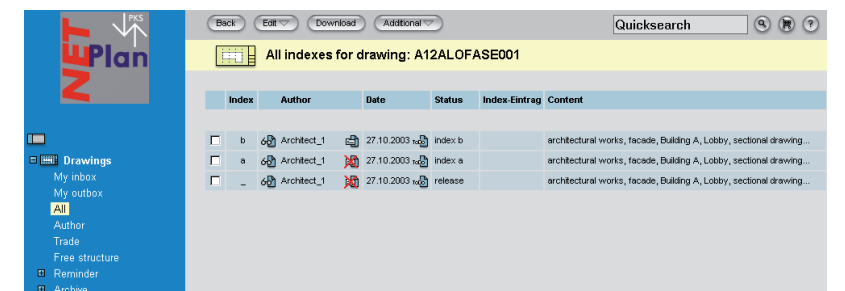 PKS
NETPlan
Back Edit Download Additional Quicksearch ?
All indexes for drawing: A12ALOFASE001
Index Author Date Status Index-Eintrag Content
b Architect_1 27.10.2003 index b architectural works, facade, Building A, Lobby, sectional drawing...
a Architect_1 27.10.2003 index a architectural works, facade, Building A, Lobby, sectional drawing...
_ Architect_1 27.10.2003 release architectural works, facade, Building A, Lobby, sectional drawing...
Drawings
My inbox
My outbox
All
Author
Trade
Free structure
Reminder
Archive